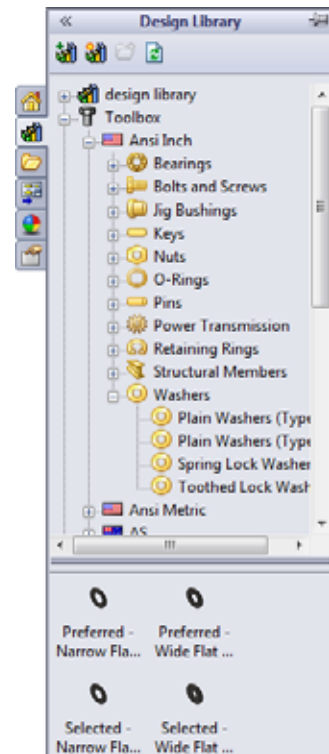 Design Library
design library
Toolbox
Ansi Inch
Bearings
Bolts and Screws
Jig Bushings
Keys
Nuts
O-Rings
Pins
Power Transmission
Retaining Rings
Structural Members
Washers
Plain Washers (Type
Plain Washers (Type
Spring Lock Washer
Toothed Lock Wash
Ansi Metric
AS
Preferred - Preferred -
Narrow Fla... Wide Flat ...
Selected - Selected -
Narrow Fla... Wide Flat ...